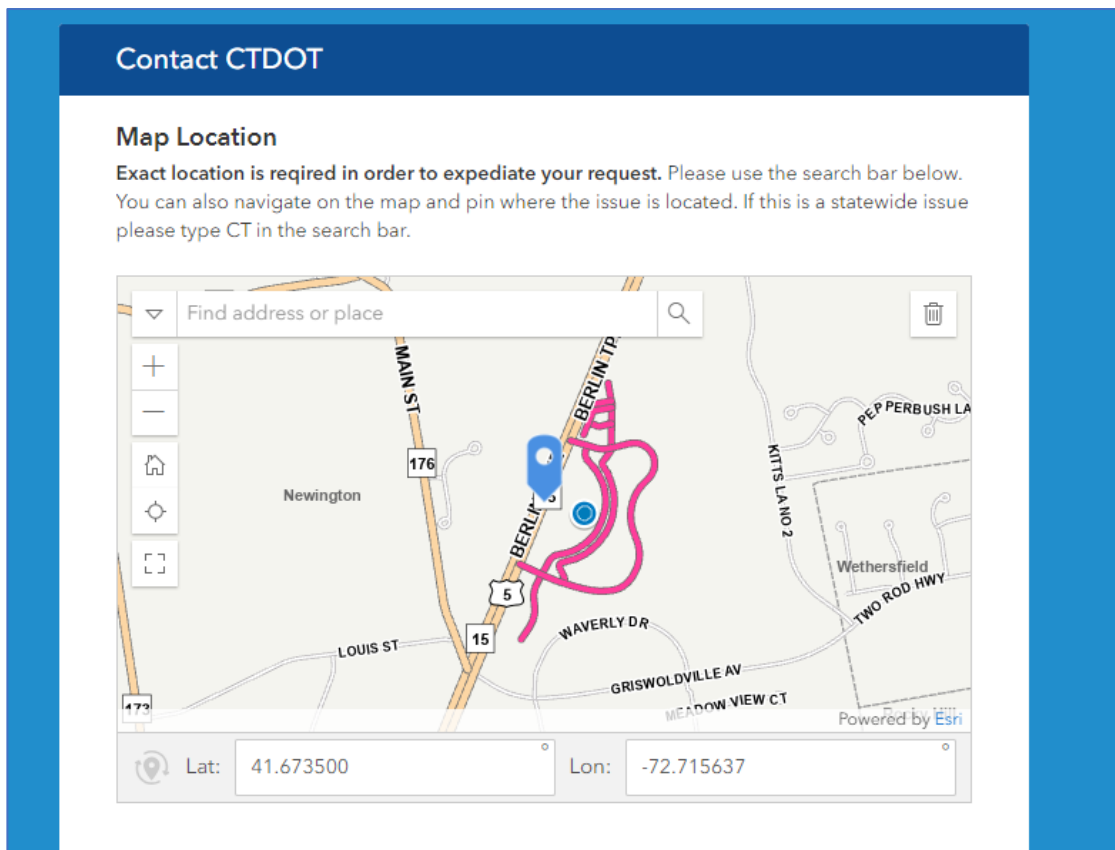 Contact CTDOT
Map Location
Exact location is reqired in order to expediate your request. Please use the search bar below.
You can also navigate on the map and pin where the issue is located. If this is a statewide issue
please type CT in the search bar.
Find address or place
BERLIN
MAIN ST
PEPPERBUSH LA
176
KITTS LA NO 2
Newington
BERLIN
Wethersfield
5
TWO ROD HWY
WAVERLY DR
15
LOUIS ST
GRISWOLDVILLE AV
MEADOW VIEW CT
173
Powered by Esri
Lat:
41.673500
°
Lon:
-72.715637
°